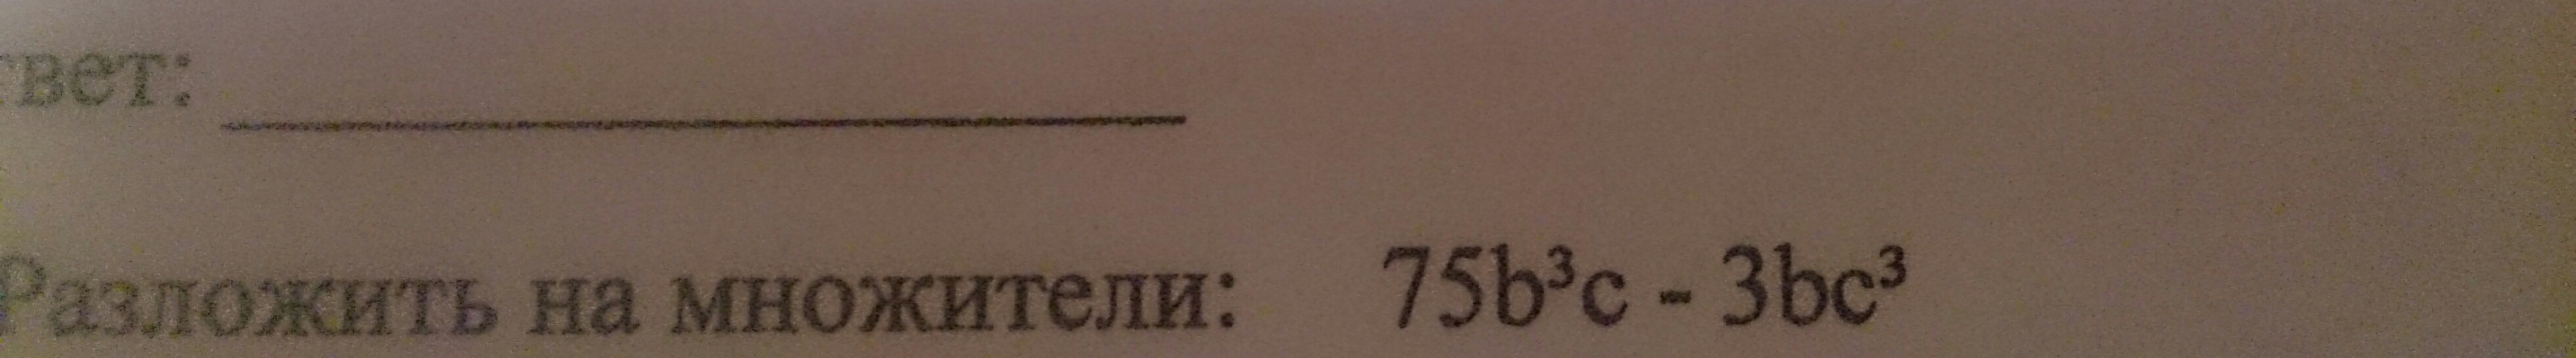 вет:
Разложить на множители: 75b³c - 3bc³